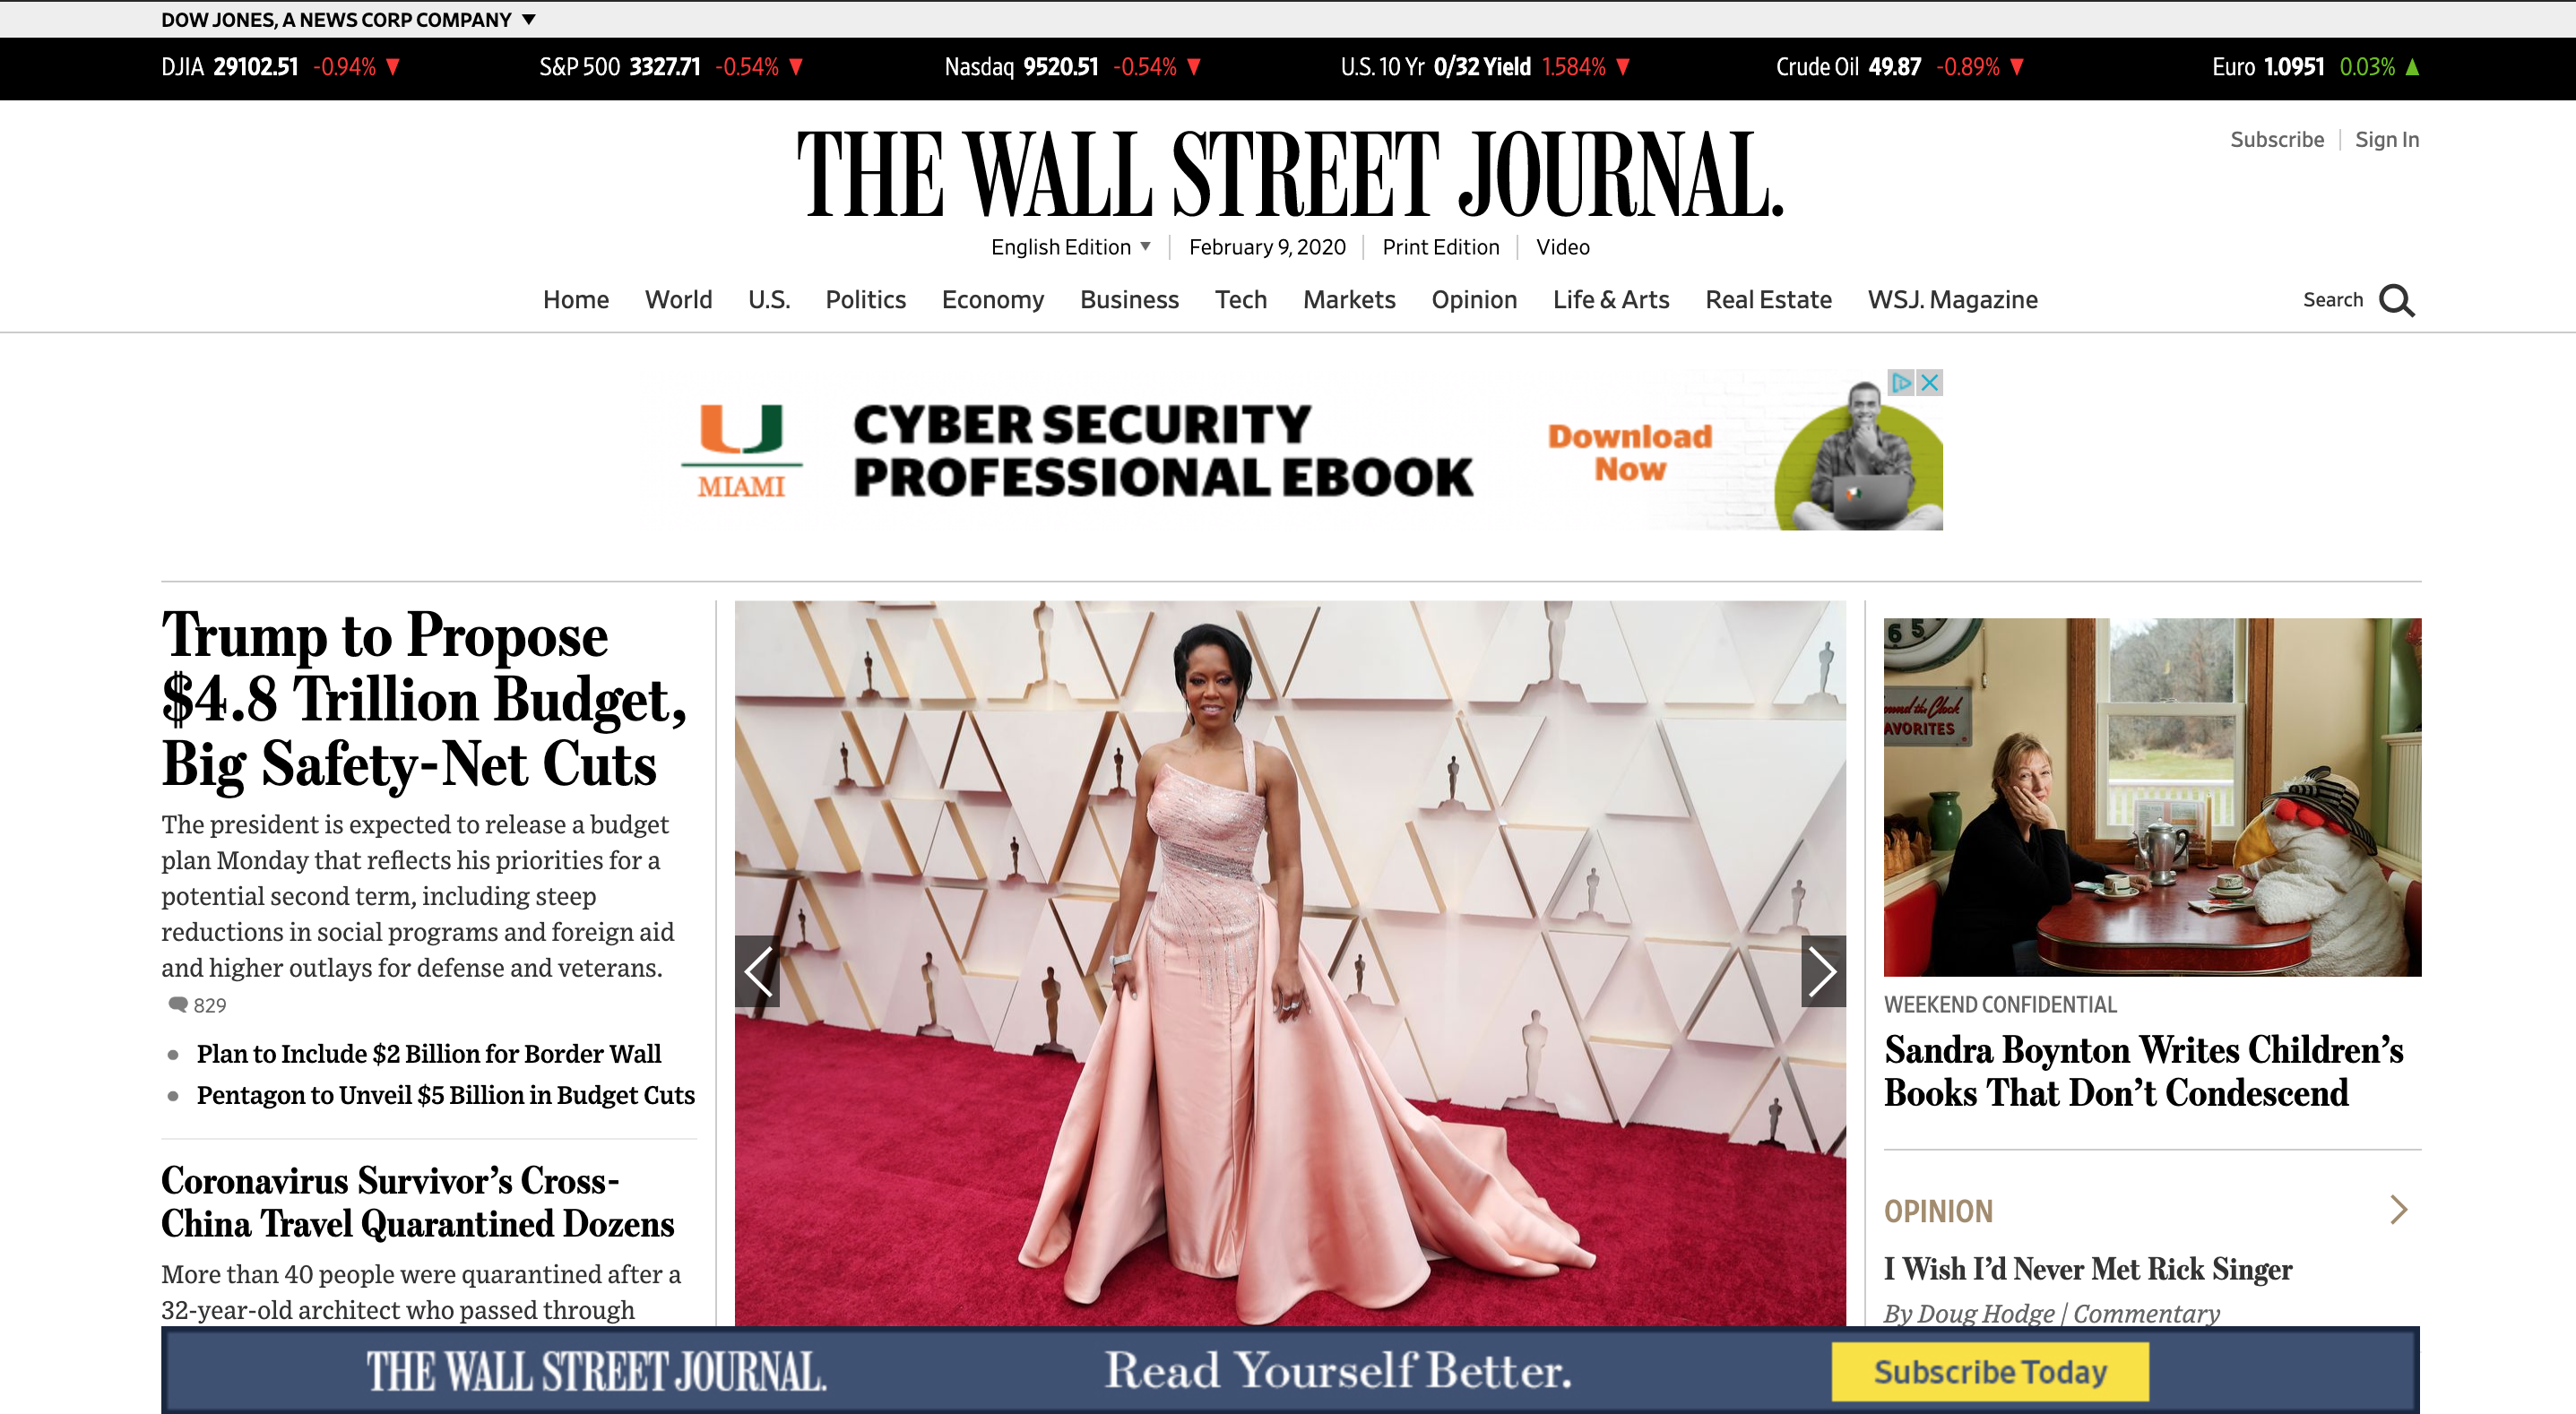 DOW JONES, A NEWS CORP COMPANY ▼
DJIA 29102.51 -0.94% ▼ S&P 500 3327.71 -0.54% ▼ Nasdaq 9520.51 -0.54% ▼ U.S. 10 Yr 0/32 Yield 1.584% ▼ Crude Oil 49.87 -0.89% ▼ Euro 1.0951 0.03% ▲
Subscribe | Sign In
THE WALL STREET JOURNAL.
English Edition ▼ | February 9, 2020 | Print Edition | Video
Home World U.S. Politics Economy Business Tech Markets Opinion Life & Arts Real Estate WSJ. Magazine Search
U
MIAMI
CYBER SECURITY
PROFESSIONAL EBOOK
Download
Now
Trump to Propose
$4.8 Trillion Budget,
Big Safety-Net Cuts
The president is expected to release a budget
plan Monday that reflects his priorities for a
potential second term, including steep
reductions in social programs and foreign aid
and higher outlays for defense and veterans.
829
• Plan to Include $2 Billion for Border Wall
• Pentagon to Unveil $5 Billion in Budget Cuts
Coronavirus Survivor’s Cross-
China Travel Quarantined Dozens
More than 40 people were quarantined after a
32-year-old architect who passed through
6 5
the Clock
AVORITES
WEEKEND CONFIDENTIAL
Sandra Boynton Writes Children’s
Books That Don’t Condescend
OPINION
I Wish I’d Never Met Rick Singer
By Doug Hodge | Commentary
THE WALL STREET JOURNAL.
Read Yourself Better.
Subscribe Today